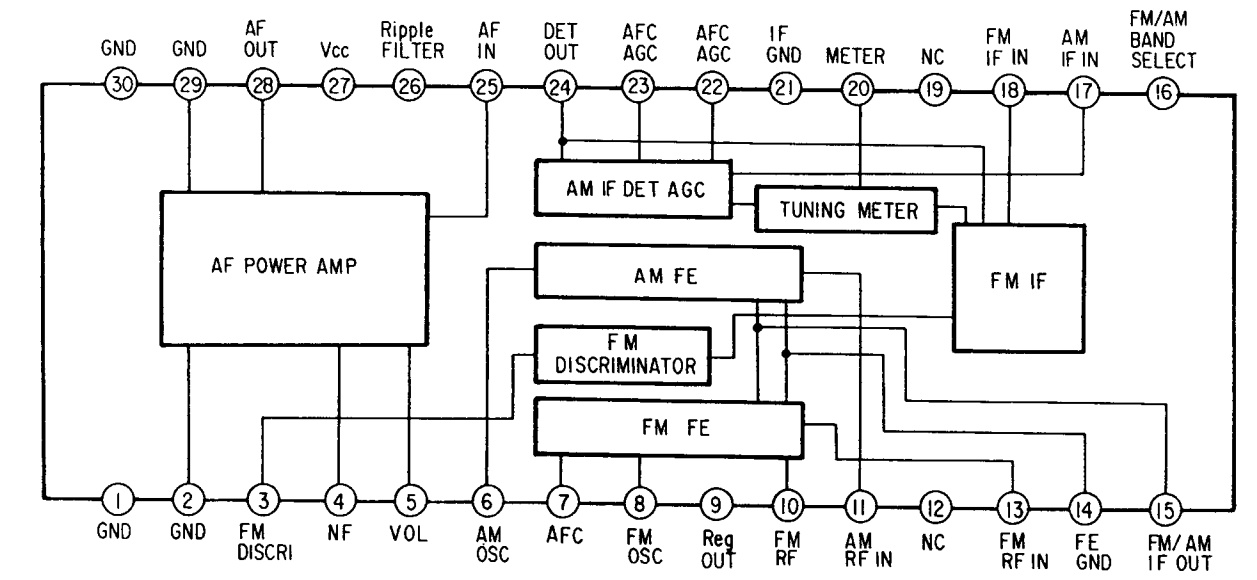 GND
GND
AF
OUT
Vcc
Ripple
FILTER
AF
IN
DET
OUT
AFC
AGC
AFC
AGC
IF
GND
METER
NC
FM
IF IN
AM
IF IN
FM/AM
BAND
SELECT
30
29
28
27
26
25
24
23
22
21
20
19
18
17
16
AM IF DET AGC
TUNING METER
AF POWER AMP
AM FE
FM IF
FM
DISCRIMINATOR
FM FE
1
2
3
4
5
6
7
8
9
10
11
12
13
14
15
GND
GND
FM
DISCRI
NF
VOL
AM
OSC
AFC
FM
OSC
Reg
OUT
FM
RF
AM
RF IN
NC
FM
RF IN
FE
GND
FM/AM
IF OUT